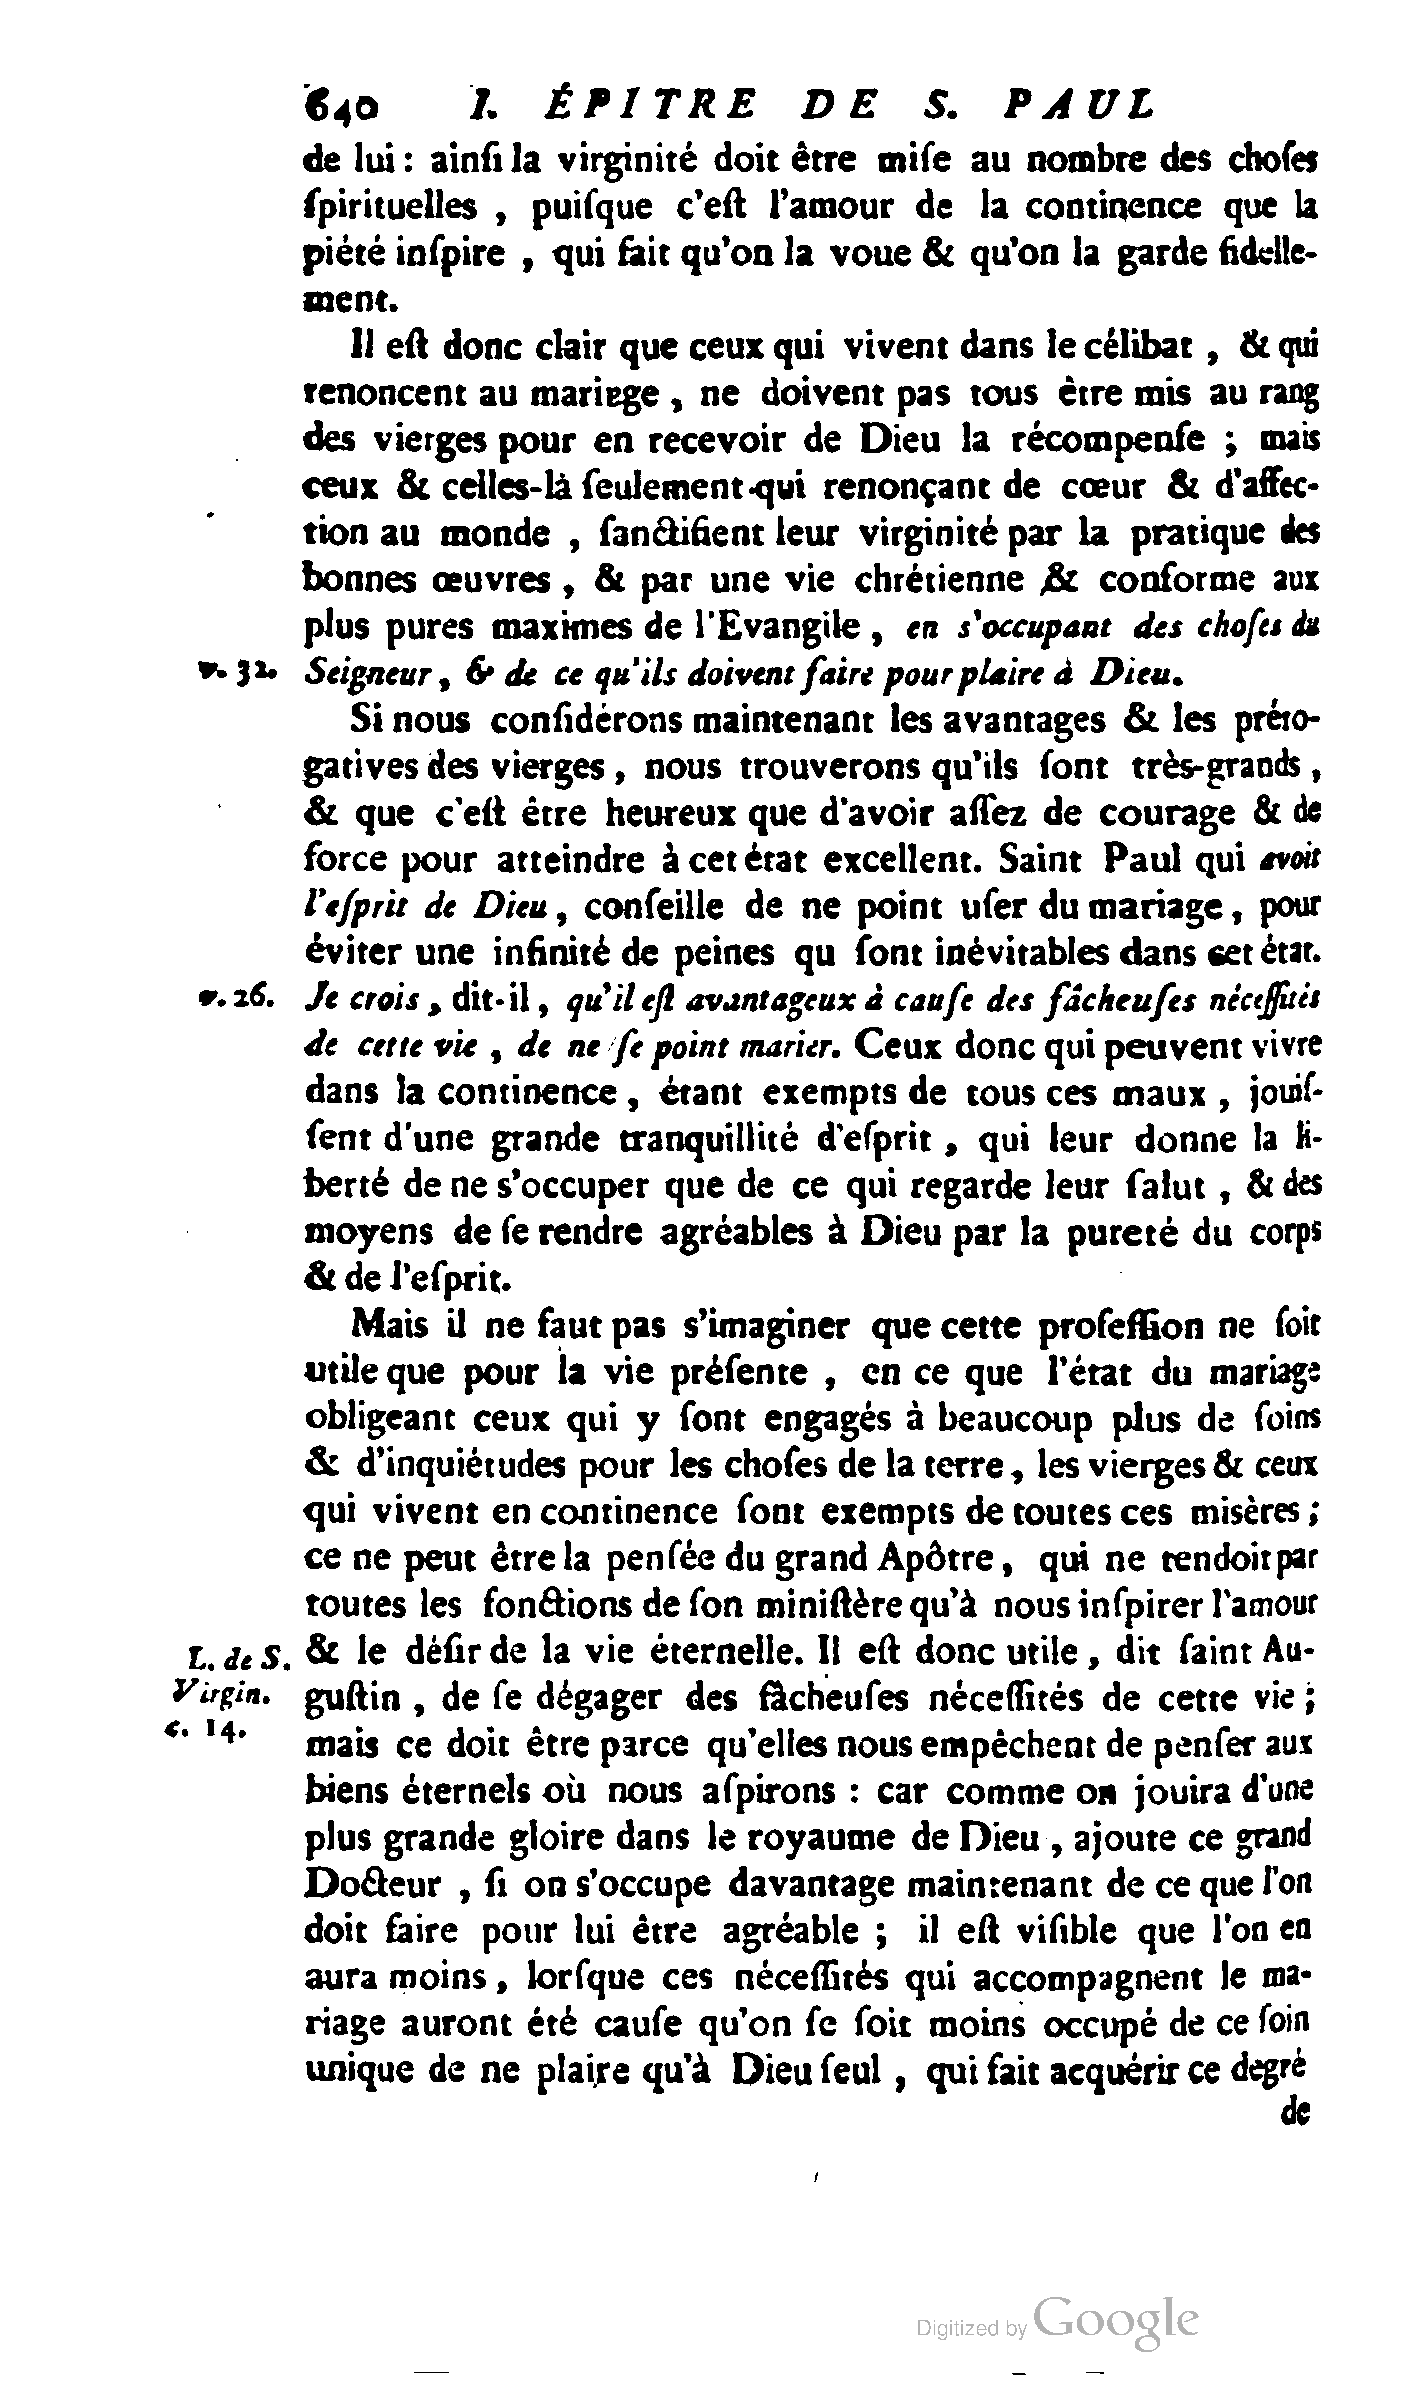 640 I. ÉPITRE DE S. PAUL
de lui : ainſi la virginité doit être miſe au nombre des choſes
ſpirituelles , puiſque c'eſt l'amour de la continence que la
piété inſpire , qui fait qu'on la voue & qu'on la garde fidelle-
ment.
Il eſt donc clair que ceux qui vivent dans le célibat , & qui
renoncent au mariage , ne doivent pas tous être mis au rang
des vierges pour en recevoir de Dieu la récompenſe ; mais
ceux & celles-là ſeulement qui renonçant de cœur & d'affec-
tion au monde , ſanctifient leur virginité par la pratique des
bonnes œuvres , & par une vie chrétienne & conforme aux
plus pures maximes de l'Evangile , en s'occupant des choſes du
v. 32. Seigneur , & de ce qu'ils doivent faire pour plaire à Dieu.
Si nous conſidérons maintenant les avantages & les préro-
gatives des vierges , nous trouverons qu'ils ſont très-grands ,
& que c'eſt être heureux que d'avoir aſſez de courage & de
force pour atteindre à cet état excellent. Saint Paul qui avoit
l'eſprit de Dieu , conſeille de ne point uſer du mariage , pour
éviter une infinité de peines qu ſont inévitables dans cet état.
v. 26. Je crois , dit-il , qu'il eſt avantageux à cauſe des fâcheuſes néceſſités
de cette vie , de ne ſe point marier. Ceux donc qui peuvent vivre
dans la continence , étant exempts de tous ces maux , jouiſ-
ſent d'une grande tranquillité d'eſprit , qui leur donne la li-
berté de ne s'occuper que de ce qui regarde leur ſalut , & des
moyens de ſe rendre agréables à Dieu par la pureté du corps
& de l'eſprit.
Mais il ne faut pas s'imaginer que cette profeſſion ne ſoit
utile que pour la vie préſente , en ce que l'état du mariage
obligeant ceux qui y ſont engagés à beaucoup plus de ſoins
& d'inquiétudes pour les choſes de la terre , les vierges & ceux
qui vivent en continence ſont exempts de toutes ces misères ;
ce ne peut être la penſée du grand Apôtre , qui ne tendoit par
toutes les fonctions de ſon miniſtère qu'à nous inſpirer l'amour
L. de S. & le déſir de la vie éternelle. Il eſt donc utile , dit ſaint Au-
Virgin. guſtin , de ſe dégager des fâcheuſes néceſſités de cette vie ;
c. 14. mais ce doit être parce qu'elles nous empêchent de penſer aux
biens éternels où nous aſpirons : car comme on jouira d'une
plus grande gloire dans le royaume de Dieu , ajoute ce grand
Docteur , ſi on s'occupe davantage maintenant de ce que l'on
doit faire pour lui être agréable ; il eſt viſible que l'on en
aura moins , lorſque ces néceſſités qui accompagnent le ma-
riage auront été cauſe qu'on ſe ſoit moins occupé de ce ſoin
unique de ne plaire qu'à Dieu ſeul , qui fait acquérir ce degré
de
Digitized by Google